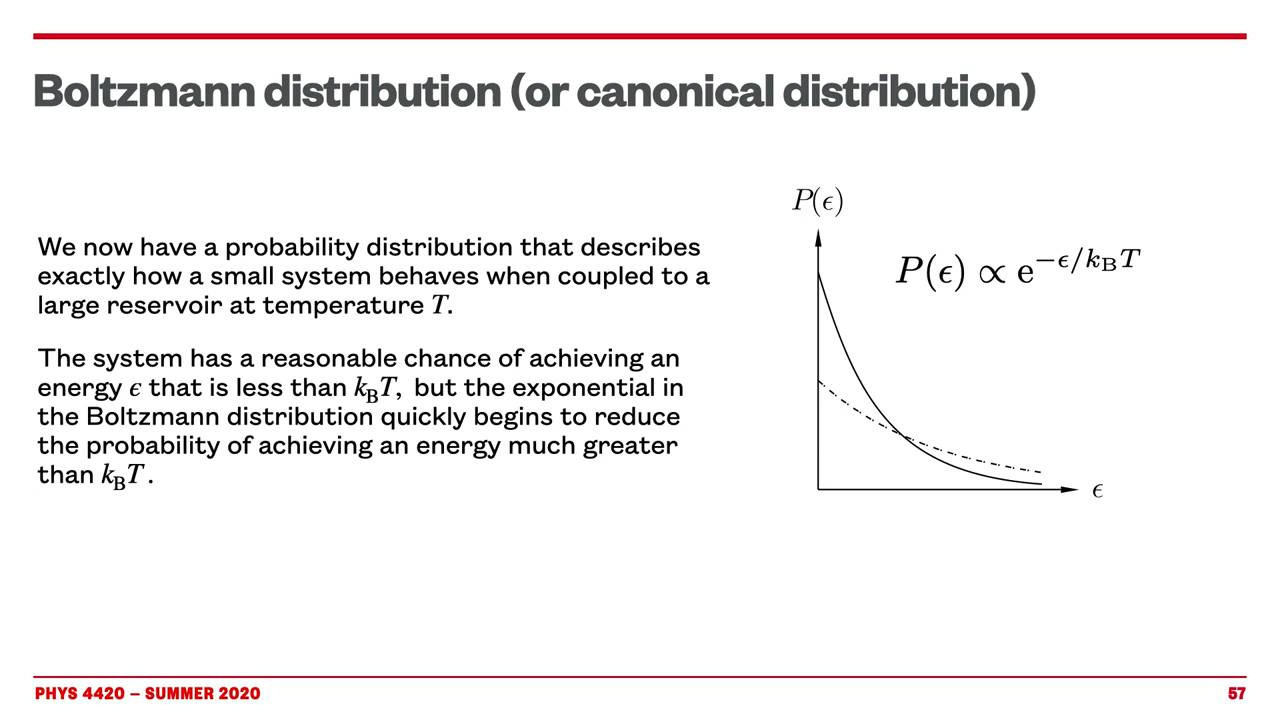 Boltzmann distribution (or canonical distribution)
We now have a probability distribution that describes
exactly how a small system behaves when coupled to a
large reservoir at temperature T.
The system has a reasonable chance of achieving an
energy ϵ that is less than k_B T, but the exponential in
the Boltzmann distribution quickly begins to reduce
the probability of achieving an energy much greater
than k_B T.
P(ϵ)
P(ϵ) ∝ e^{−ϵ/k_B T}
ϵ
PHYS 4420 – SUMMER 2020
57